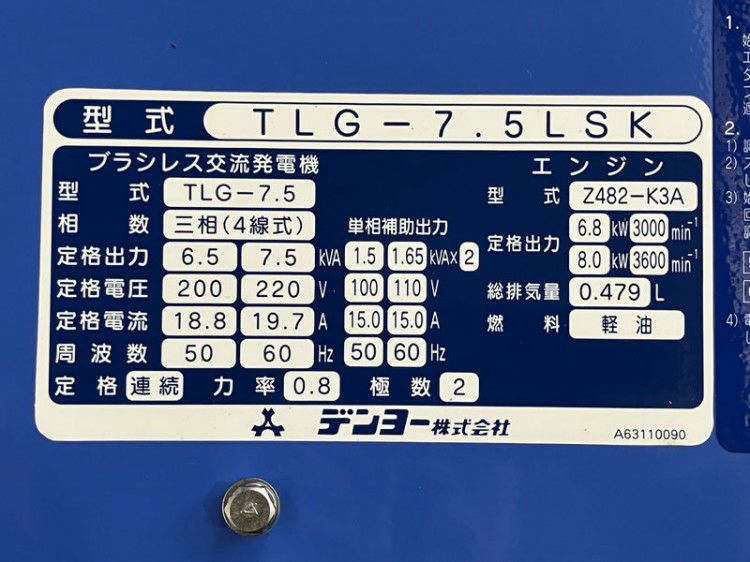 型式 TLG-7.5LSK
ブラシレス交流発電機
型式 TLG-7.5
相数 三相(4線式) 単相補助出力
定格出力 6.5 7.5 kVA 1.5 1.65 kVA×2
定格電圧 200 220 V 100 110 V
定格電流 18.8 19.7 A 15.0 15.0 A
周波数 50 60 Hz 50 60 Hz
定格 連続 力率 0.8 極数 2
エンジン
型式 Z482-K3A
定格出力 6.8 kW 3000 min⁻¹
8.0 kW 3600 min⁻¹
総排気量 0.479 L
燃料 軽油
デンヨー株式会社
A63110090
1.
2.
1)
2)
3)
4)